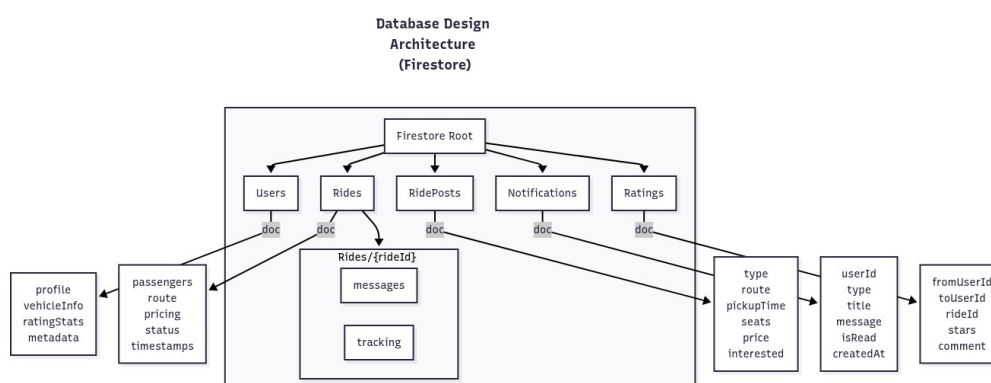 Database Design
Architecture
(Firestore)
Firestore Root
Users
Rides
RidePosts
Notifications
Ratings
doc
doc
doc
doc
doc
Rides/{rideId}
messages
tracking
profile
vehicleInfo
ratingStats
metadata
passengers
route
pricing
status
timestamps
type
route
pickupTime
seats
price
interested
userId
type
title
message
isRead
createdAt
fromUserId
toUserId
rideId
stars
comment